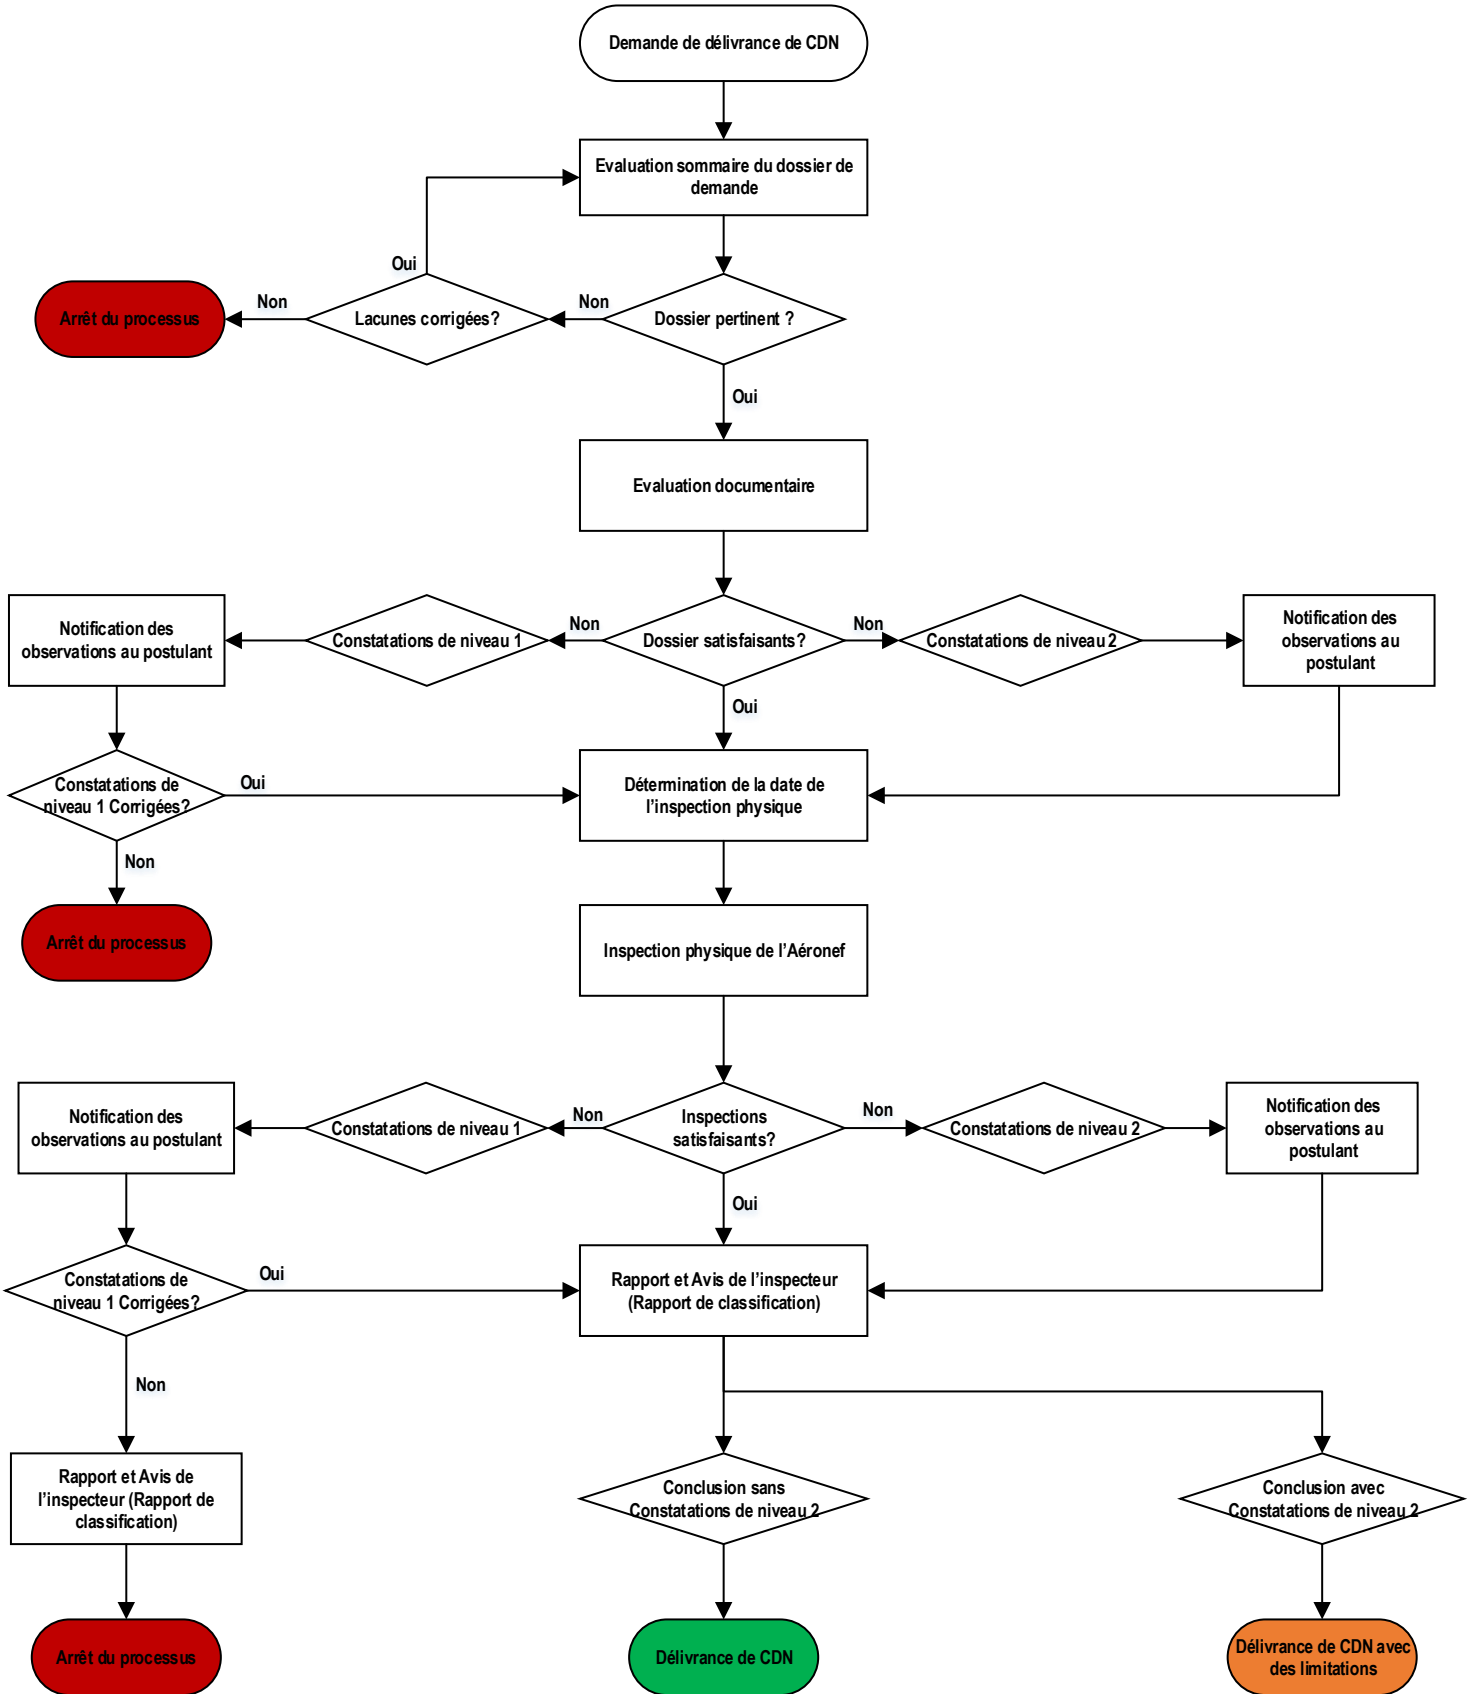 Demande de délivrance de CDN
Evaluation sommaire du dossier de
demande
Oui
Arrêt du processus
Non
Lacunes corrigées?
Non
Dossier pertinent ?
Oui
Evaluation documentaire
Notification des
observations au postulant
Constatations de niveau 1
Non
Dossier satisfaisants?
Non
Constatations de niveau 2
Notification des
observations au
postulant
Oui
Constatations de
niveau 1 Corrigées?
Oui
Détermination de la date de
l’inspection physique
Non
Arrêt du processus
Inspection physique de l’Aéronef
Notification des
observations au postulant
Constatations de niveau 1
Non
Inspections
satisfaisants?
Non
Constatations de niveau 2
Notification des
observations au
postulant
Oui
Constatations de
niveau 1 Corrigées?
Oui
Rapport et Avis de l’inspecteur
(Rapport de classification)
Non
Rapport et Avis de
l’inspecteur (Rapport de
classification)
Conclusion sans
Constatations de niveau 2
Conclusion avec
Constatations de niveau 2
Arrêt du processus
Délivrance de CDN
Délivrance de CDN avec
des limitations